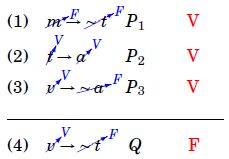 (1) m F → ~ t F P₁ V
(2) t V → a V P₂ V
(3) v V → ~ a F P₃ V
(4) v V → ~ t F Q F